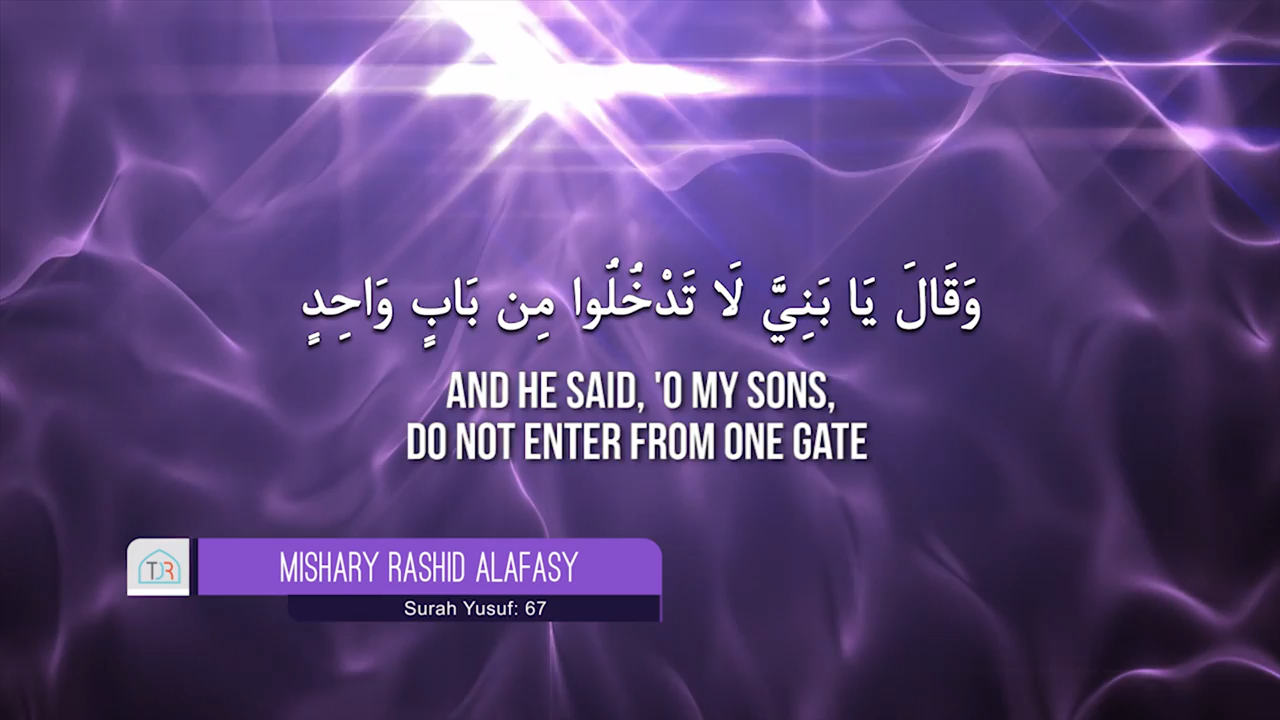 وَقَالَ يَا بَنِيَّ لَا تَدْخُلُوا مِن بَابٍ وَاحِدٍ
AND HE SAID, 'O MY SONS,
DO NOT ENTER FROM ONE GATE
TDR
MISHARY RASHID ALAFASY
Surah Yusuf: 67